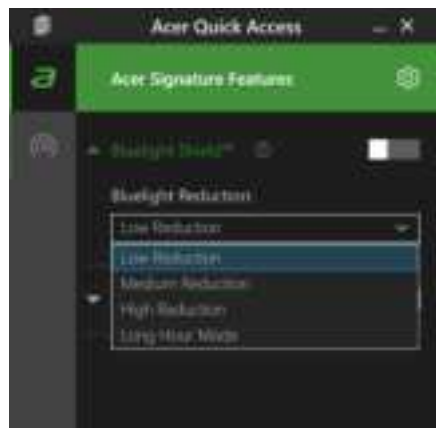 Acer Quick Access
Acer Signature Features
Bluelight Shield™
Bluelight Reduction
Low Reduction
Low Reduction
Medium Reduction
High Reduction
Long Hour Mode